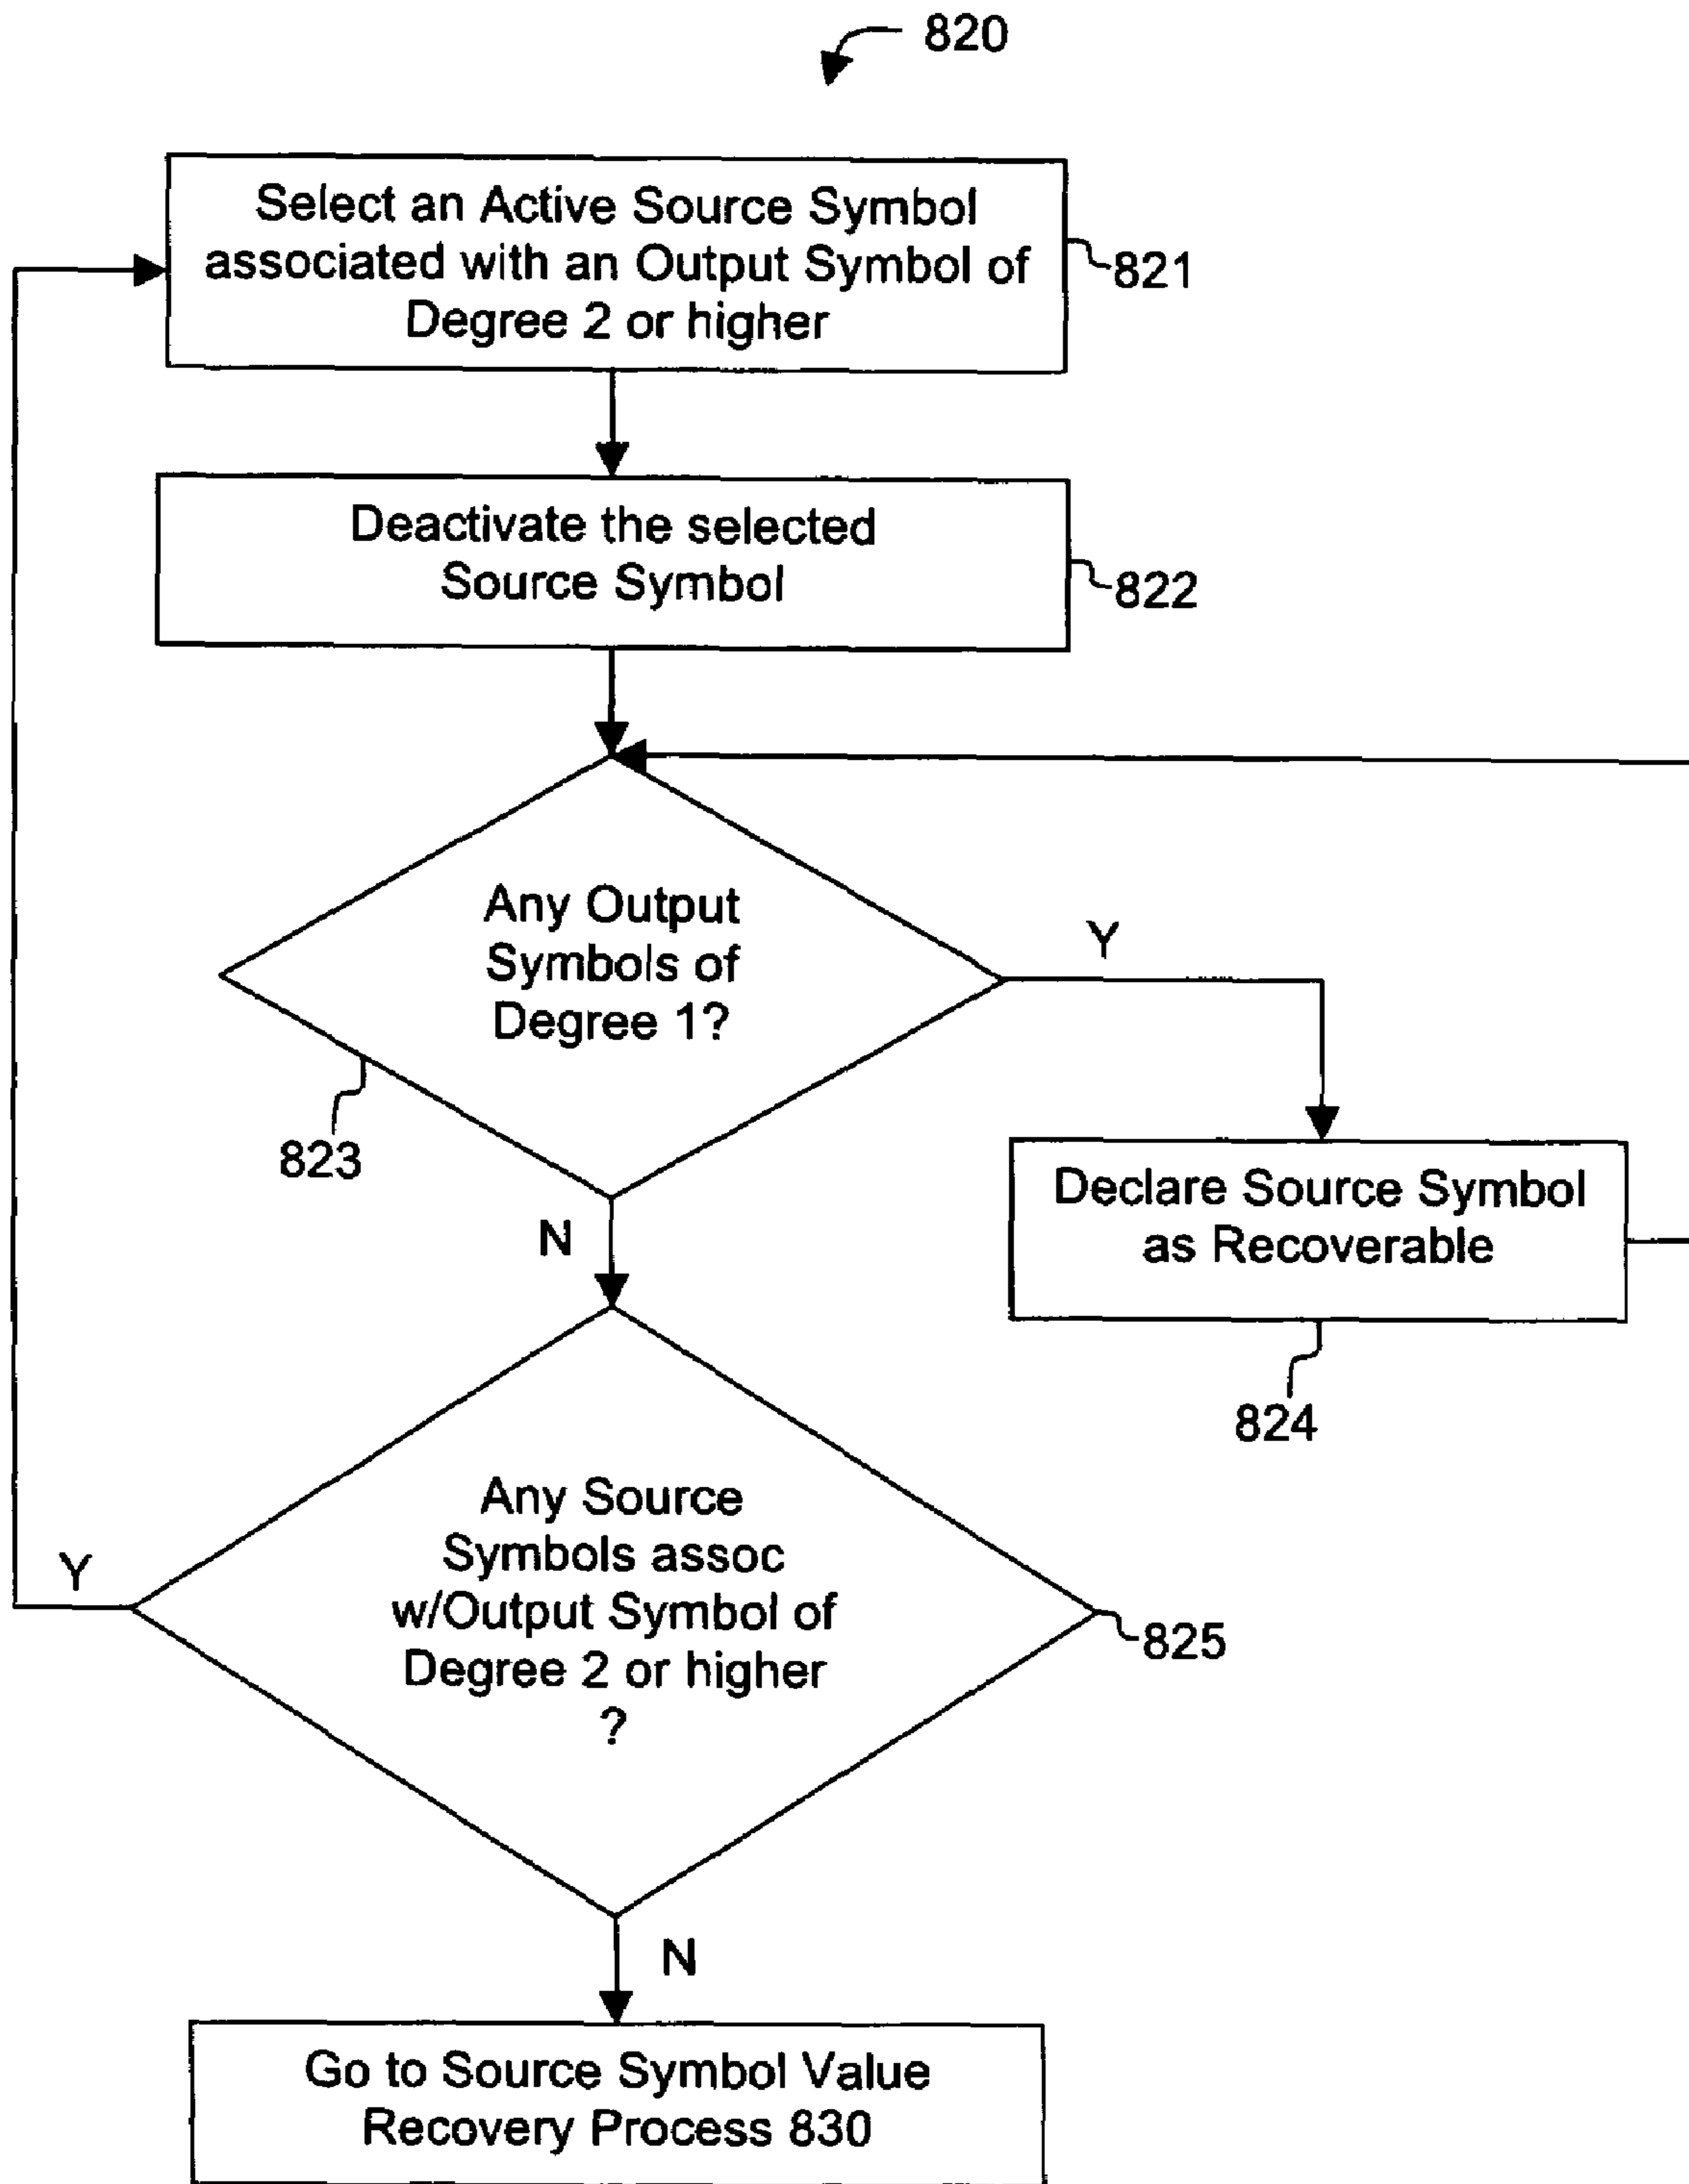 820
Select an Active Source Symbol
associated with an Output Symbol of
Degree 2 or higher
821
Deactivate the selected
Source Symbol
822
Any Output
Symbols of
Degree 1?
Y
823
N
Declare Source Symbol
as Recoverable
824
Any Source
Symbols assoc
w/Output Symbol of
Degree 2 or higher
?
Y
825
N
Go to Source Symbol Value
Recovery Process 830